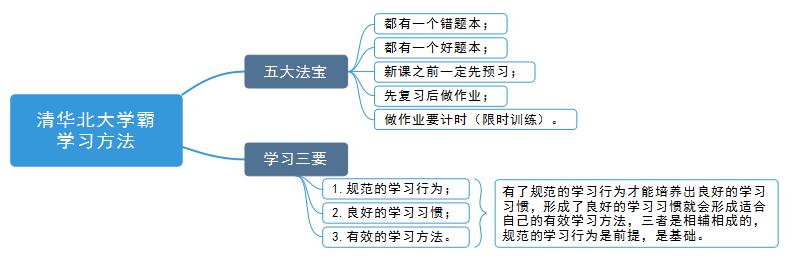 清华北大学霸
学习方法
五大法宝
都有一个错题本；
都有一个好题本；
新课之前一定先预习；
先复习后做作业；
做作业要计时（限时训练）。
学习三要
1.规范的学习行为；
2.良好的学习习惯；
3.有效的学习方法。
有了规范的学习行为才能培养出良好的学习
习惯，形成了良好的学习习惯就会形成适合
自己的有效学习方法，三者是相辅相成的，
规范的学习行为是前提，是基础。